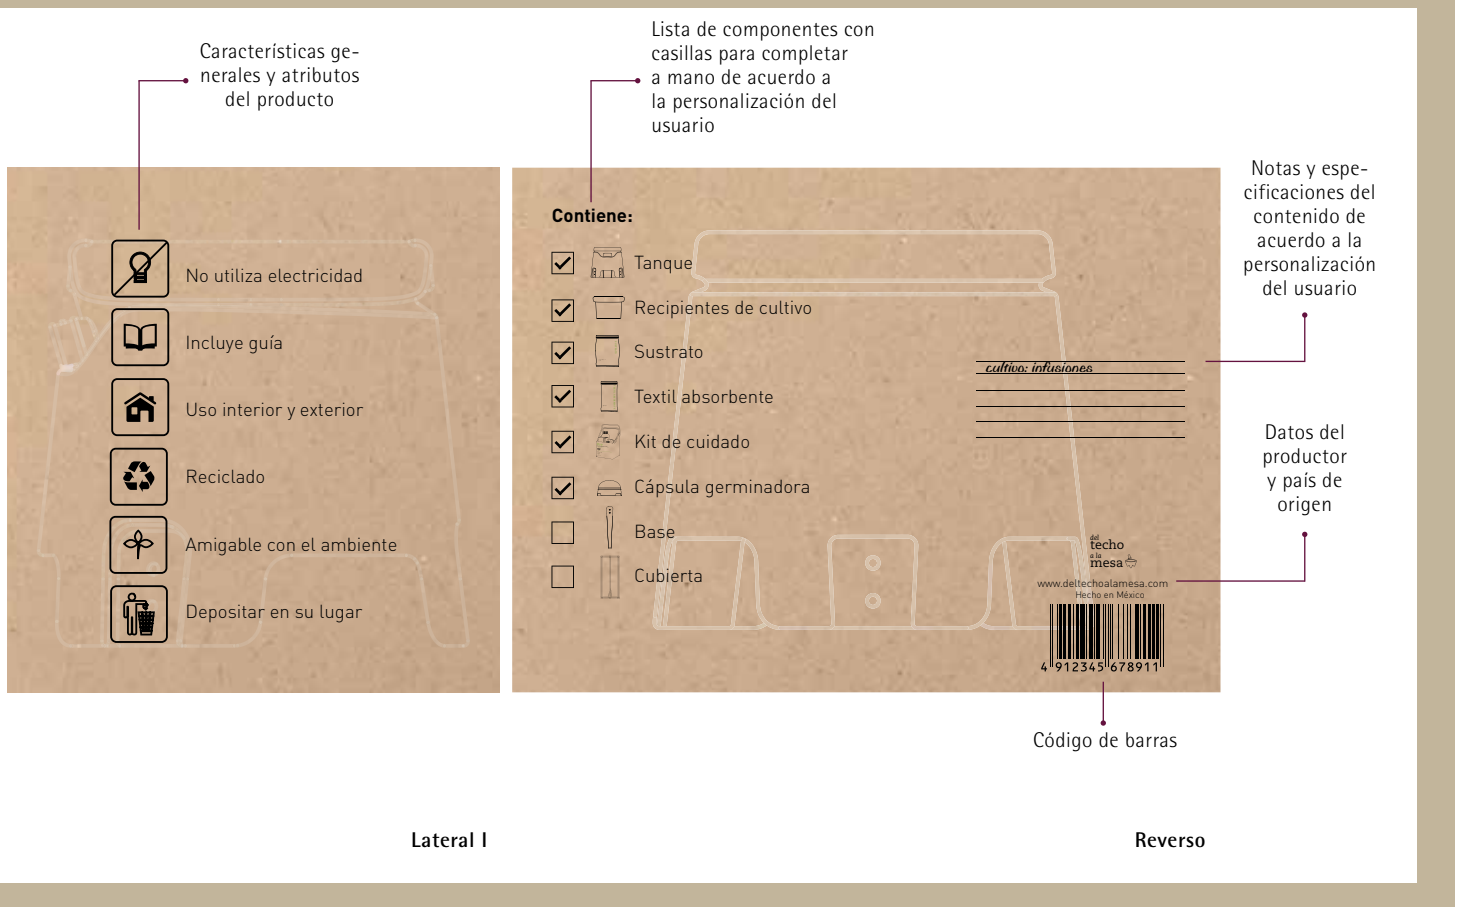 Características ge-
nerales y atributos
del producto
Lista de componentes con
casillas para completar
a mano de acuerdo a
la personalización del
usuario
Notas y espe-
cificaciones del
contenido de
acuerdo a la
personalización
del usuario
No utiliza electricidad
Incluye guía
Uso interior y exterior
Reciclado
Amigable con el ambiente
Depositar en su lugar
Contiene:
Tanque
Recipientes de cultivo
Sustrato
Textil absorbente
Kit de cuidado
Cápsula germinadora
Base
Cubierta
cultivo: infusiones
Datos del
productor
y país de
origen
del
techo
a la
mesa
www.deltechoalamesa.com
Hecho en México
4 912345 678911
Código de barras
Lateral I
Reverso